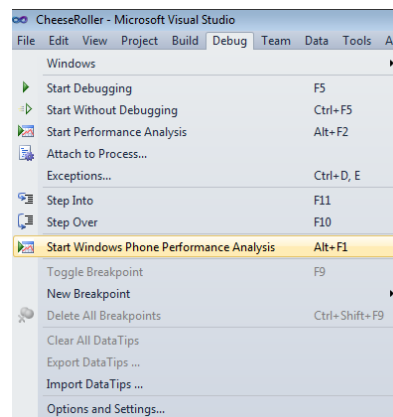 CheeseRoller - Microsoft Visual Studio
File Edit View Project Build Debug Team Data Tools A
Windows
Start Debugging F5
Start Without Debugging Ctrl+F5
Start Performance Analysis Alt+F2
Attach to Process...
Exceptions... Ctrl+D, E
Step Into F11
Step Over F10
Start Windows Phone Performance Analysis Alt+F1
Toggle Breakpoint F9
New Breakpoint
Delete All Breakpoints Ctrl+Shift+F9
Clear All DataTips
Export DataTips ...
Import DataTips ...
Options and Settings...